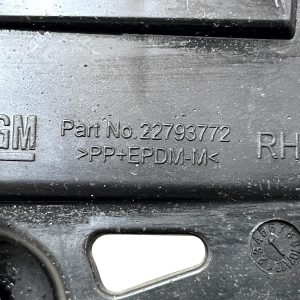 GM
Part No. 22793772
>PP+EPDM-M<
RH